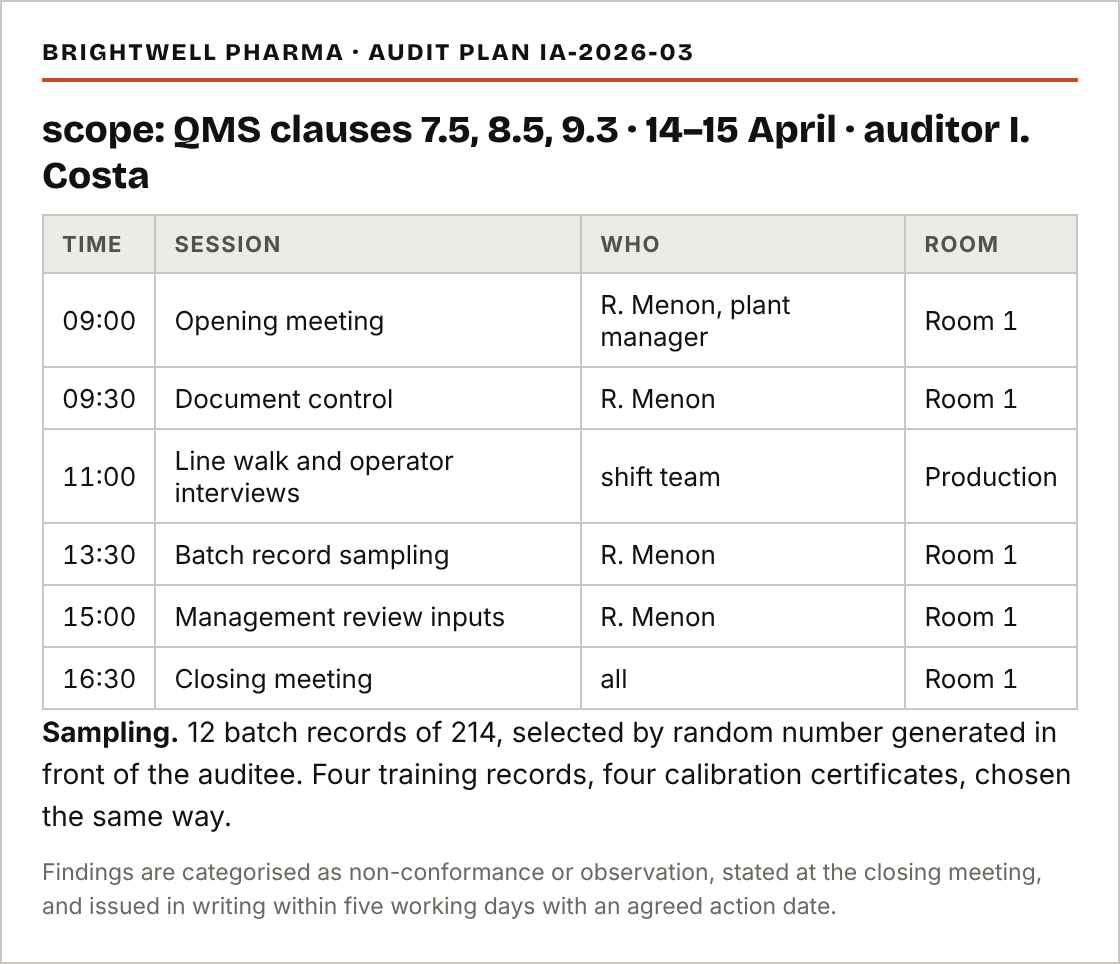 BRIGHTWELL PHARMA · AUDIT PLAN IA-2026-03
scope: QMS clauses 7.5, 8.5, 9.3 · 14–15 April · auditor I.
Costa
TIME SESSION WHO ROOM
09:00 Opening meeting R. Menon, plant manager Room 1
09:30 Document control R. Menon Room 1
11:00 Line walk and operator interviews shift team Production
13:30 Batch record sampling R. Menon Room 1
15:00 Management review inputs R. Menon Room 1
16:30 Closing meeting all Room 1
Sampling. 12 batch records of 214, selected by random number generated in
front of the auditee. Four training records, four calibration certificates, chosen
the same way.
Findings are categorised as non-conformance or observation, stated at the closing meeting,
and issued in writing within five working days with an agreed action date.